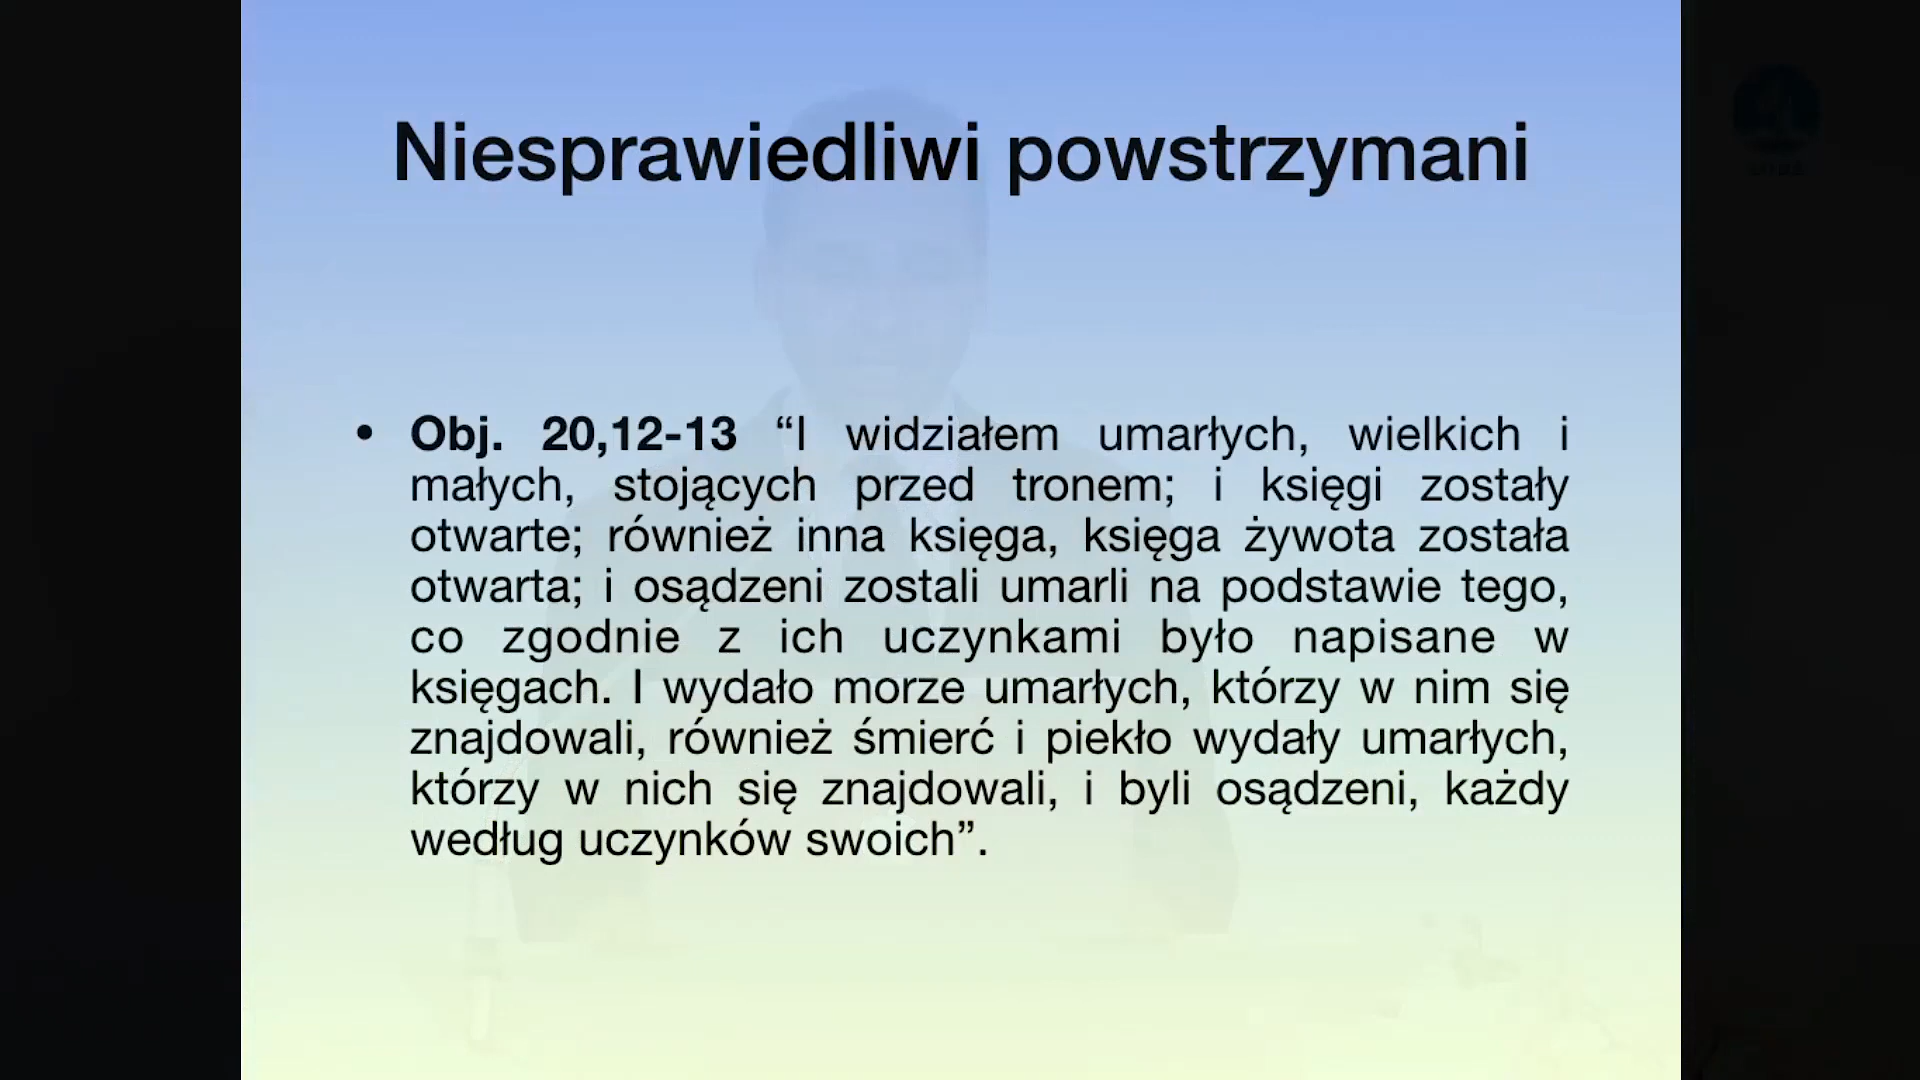 Niesprawiedliwi powstrzymani
• Obj. 20,12-13 “I widziałem umarłych, wielkich i
małych, stojących przed tronem; i księgi zostały
otwarte; również inna księga, księga żywota została
otwarta; i osądzeni zostali umarli na podstawie tego,
co zgodnie z ich uczynkami było napisane w
księgach. I wydało morze umarłych, którzy w nim się
znajdowali, również śmierć i piekło wydały umarłych,
którzy w nich się znajdowali, i byli osądzeni, każdy
według uczynków swoich”.